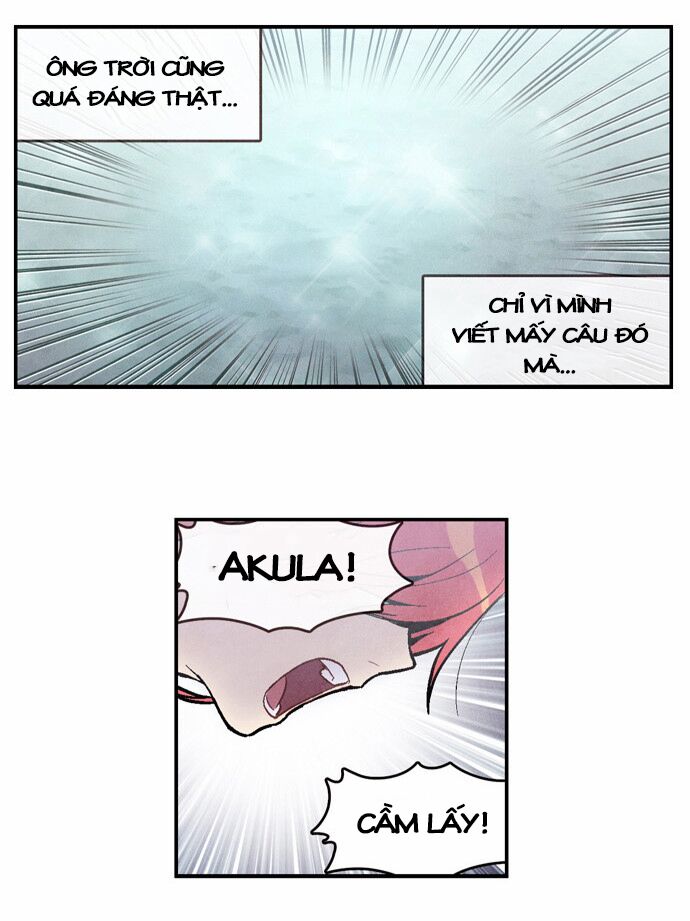 ÔNG TRỜI CŨNG
QUÁ ĐÁNG THẬT...
CHỈ VÌ MÌNH
VIẾT MẤY CÂU ĐÓ
MÀ...
AKULA!
CẦM LẤY!